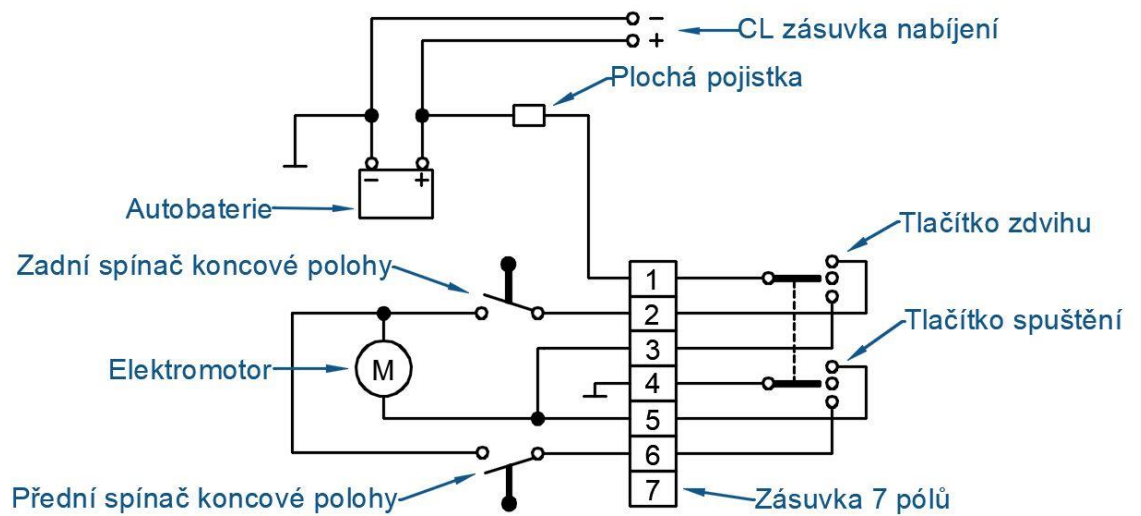 −
CL zásuvka nabíjení
+
Plochá pojistka
− +
Autobaterie
Tlačítko zdvihu
Zadní spínač koncové polohy
1
2
Tlačítko spuštění
3
Elektromotor
M
4
5
6
Přední spínač koncové polohy
7
Zásuvka 7 pólů